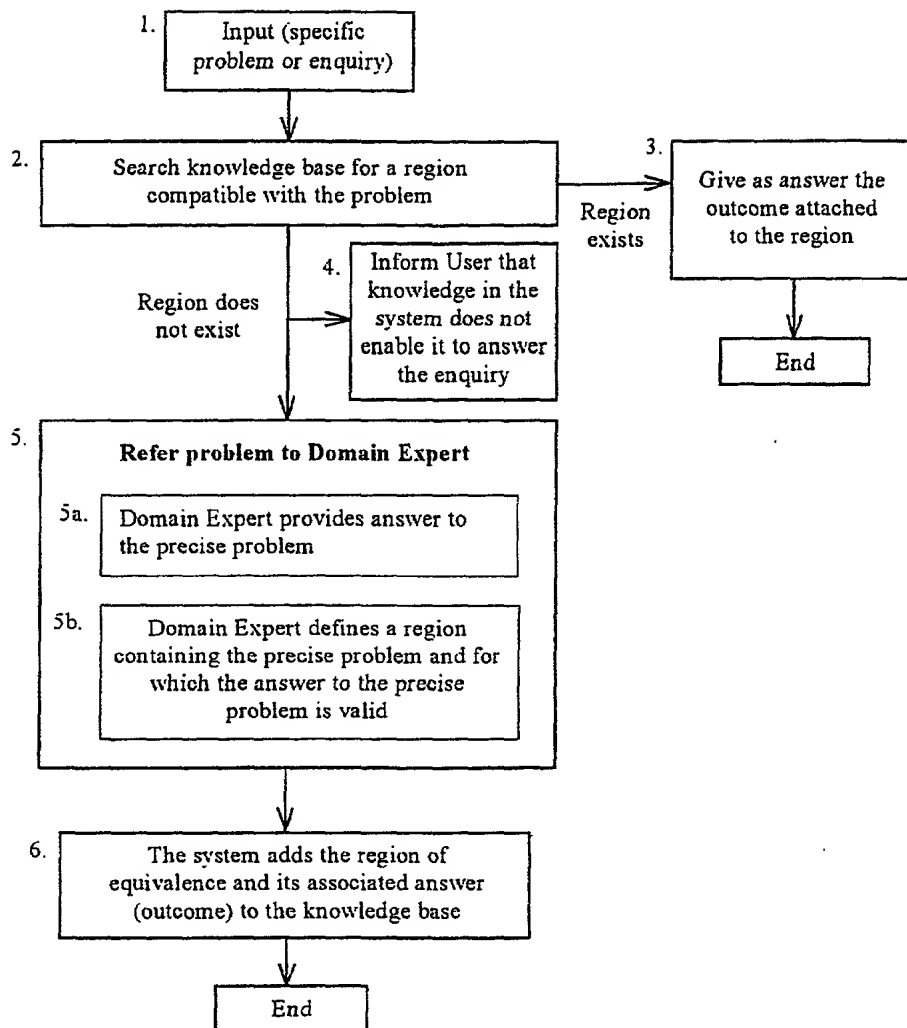 1.
Input (specific
problem or enquiry)
2.
Search knowledge base for a region
compatible with the problem
Region
exists
3.
Give as answer the
outcome attached
to the region
End
Region does
not exist
4.
Inform User that
knowledge in the
system does not
enable it to answer
the enquiry
5.
Refer problem to Domain Expert
5a.
Domain Expert provides answer to
the precise problem
5b.
Domain Expert defines a region
containing the precise problem and for
which the answer to the precise
problem is valid
6.
The system adds the region of
equivalence and its associated answer
(outcome) to the knowledge base
End